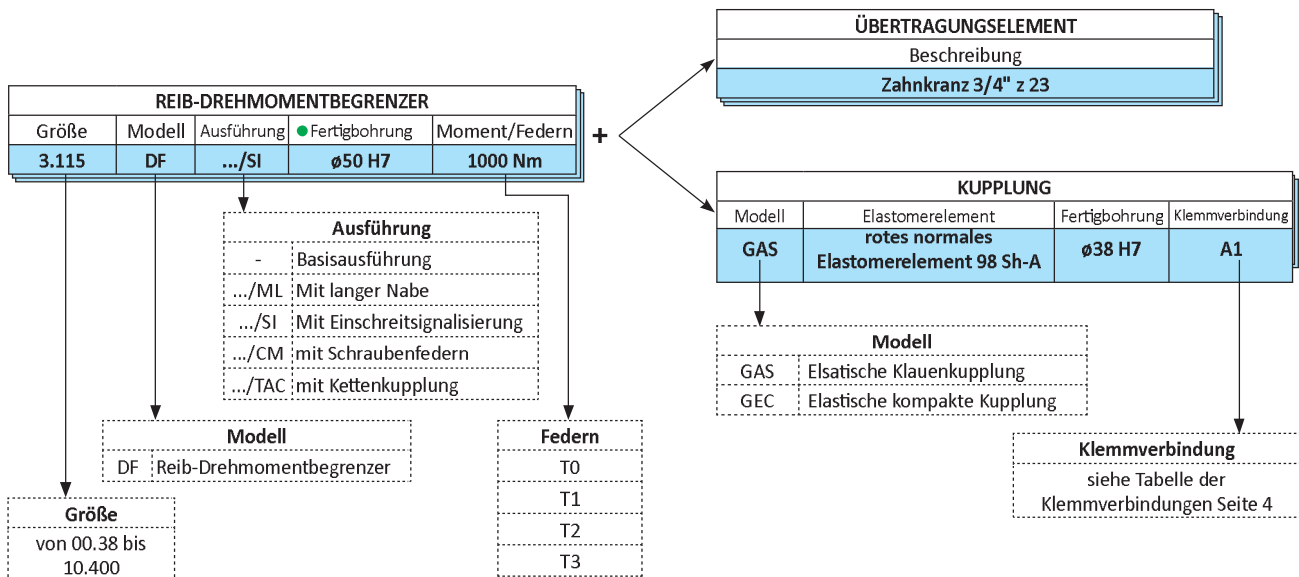 ÜBERTRAGUNGSELEMENT
Beschreibung
Zahnkranz 3/4" z 23
REIB-DREHMOMENTBEGRENZER
Größe Modell Ausführung Fertigbohrung Moment/Federn
3.115 DF .../SI ø50 H7 1000 Nm
+
KUPPLUNG
Modell Elastomerelement Fertigbohrung Klemmverbindung
GAS rotes normales Elastomerelement 98 Sh-A ø38 H7 A1
Ausführung
- Basisausführung
.../ML Mit langer Nabe
.../SI Mit Einschreitsignalisierung
.../CM mit Schraubenfedern
.../TAC mit Kettenkupplung
Modell
GAS Elsatische Klauenkupplung
GEC Elastische kompakte Kupplung
Modell
DF Reib-Drehmomentbegrenzer
Federn
T0
T1
T2
T3
Klemmverbindung
siehe Tabelle der
Klemmverbindungen Seite 4
Größe
von 00.38 bis
10.400